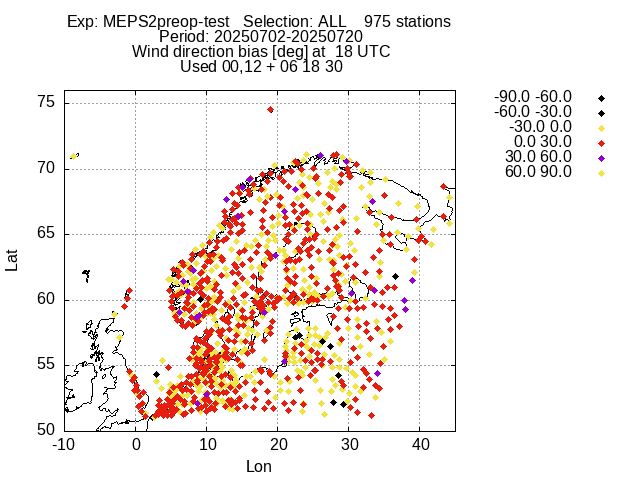 Exp: MEPS2preop-test   Selection: ALL    975 stations
Period: 20250702-20250720
Wind direction bias [deg] at  18 UTC
Used 00,12 + 06 18 30
-90.0 -60.0
-60.0 -30.0
-30.0 0.0
0.0 30.0
30.0 60.0
60.0 90.0
75
70
65
60
55
50
Lat
-10 0 10 20 30 40
Lon